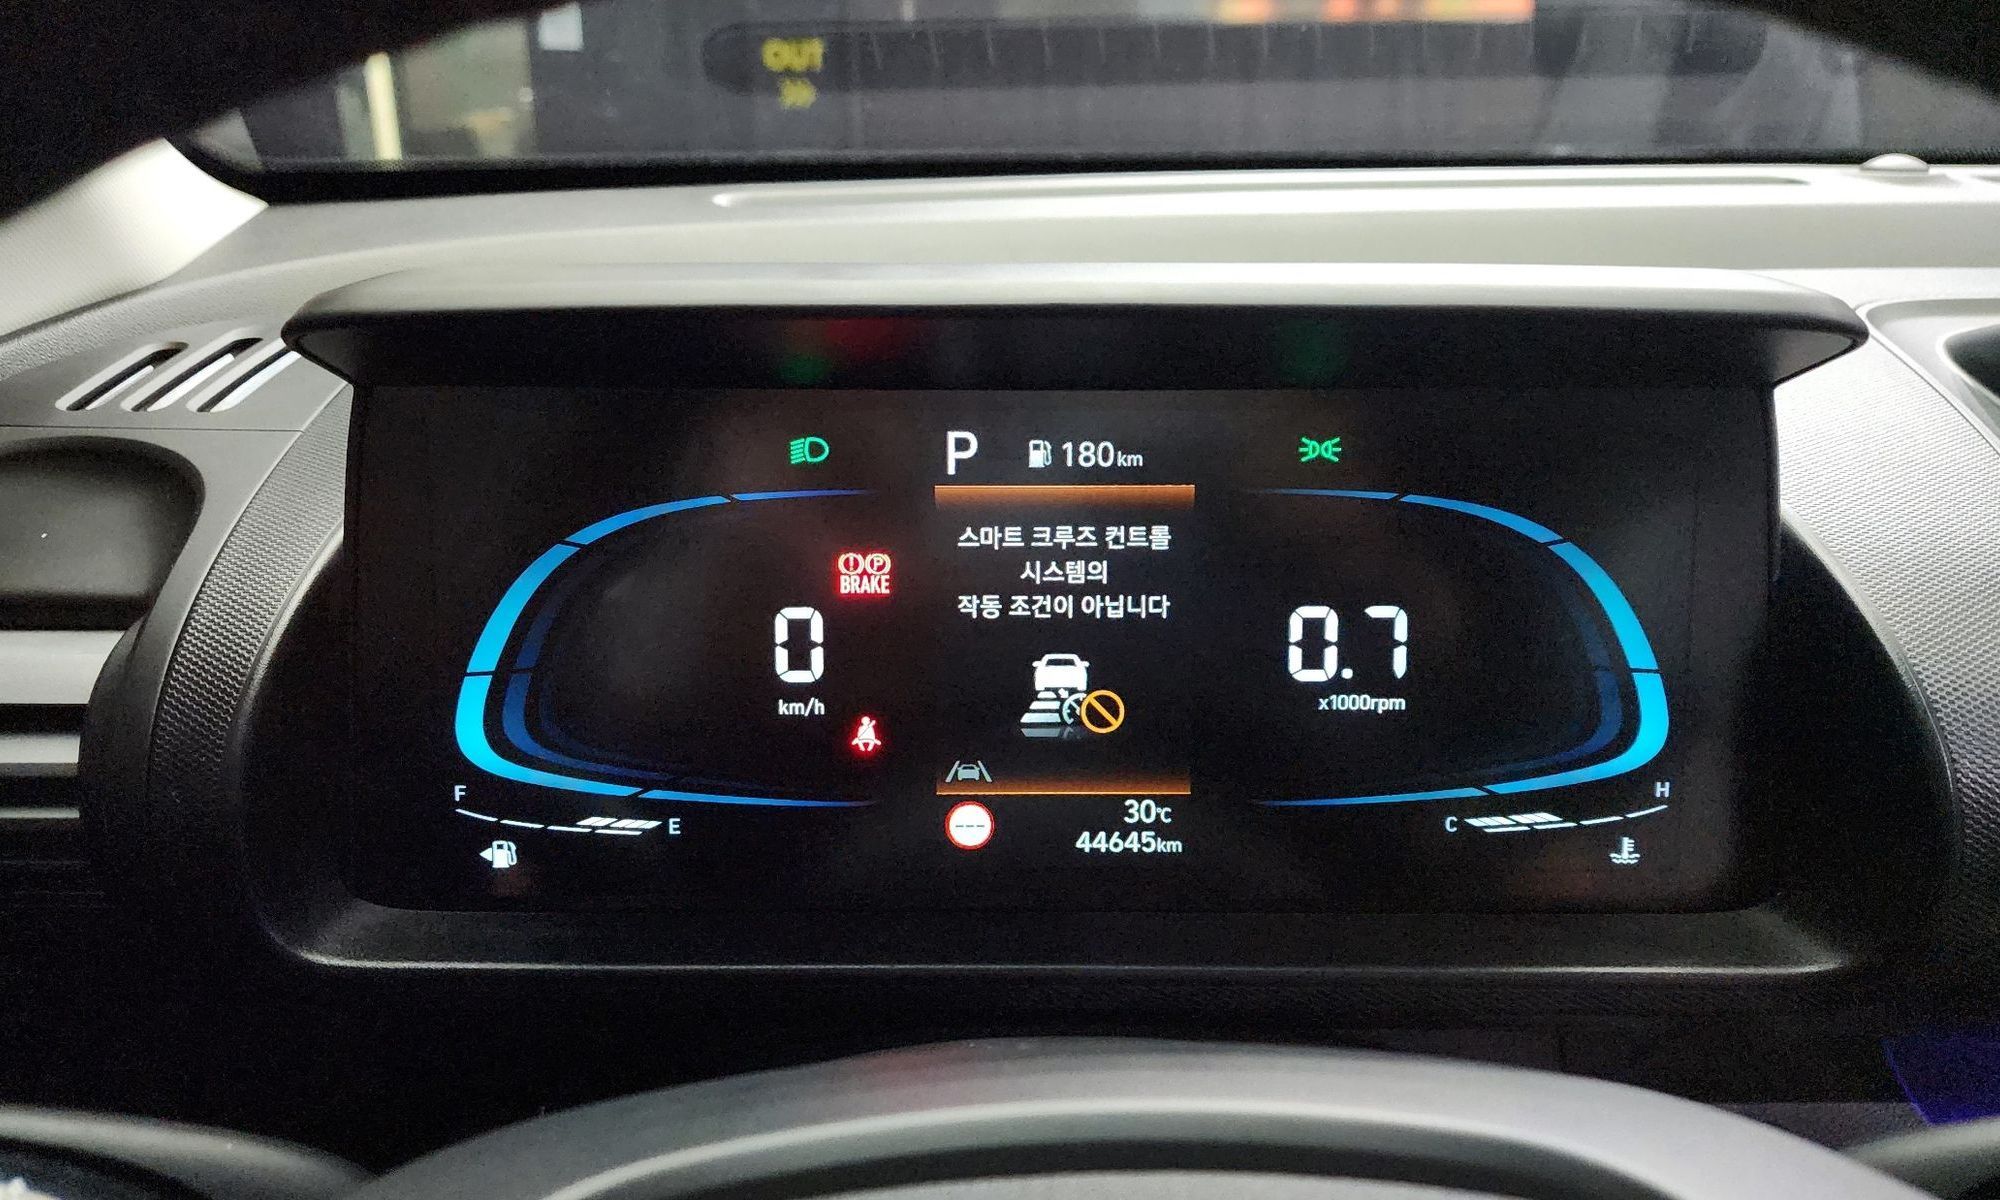 OUT
P 180km
스마트 크루즈 컨트롤
시스템의
작동 조건이 아닙니다
BRAKE
0
km/h
0.7
x1000rpm
F
E
---
30℃
44645km
C
H